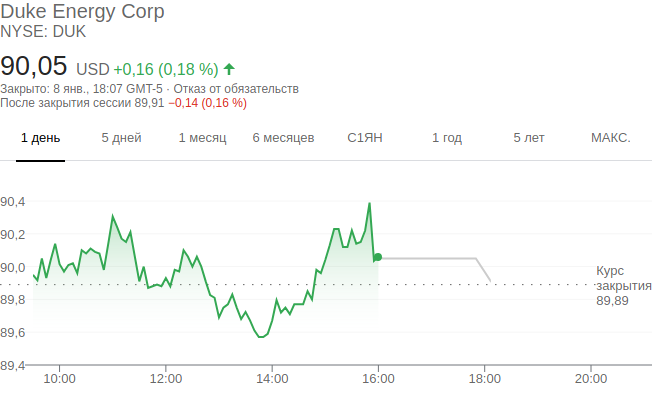 Duke Energy Corp
NYSE: DUK
90,05 USD +0,16 (0,18 %)
Закрыто: 8 янв., 18:07 GMT-5 · Отказ от обязательств
После закрытия сессии 89,91 −0,14 (0,16 %)
1 день 5 дней 1 месяц 6 месяцев С1ЯН 1 год 5 лет МАКС.
90,4
90,2
90,0
89,8
89,6
89,4
Курс
закрытия
89,89
10:00 12:00 14:00 16:00 18:00 20:00